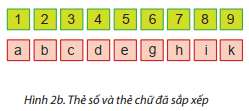 1 2 3 4 5 6 7 8 9
a b c d e g h i k
Hình 2b. Thẻ số và thẻ chữ đã sắp xếp